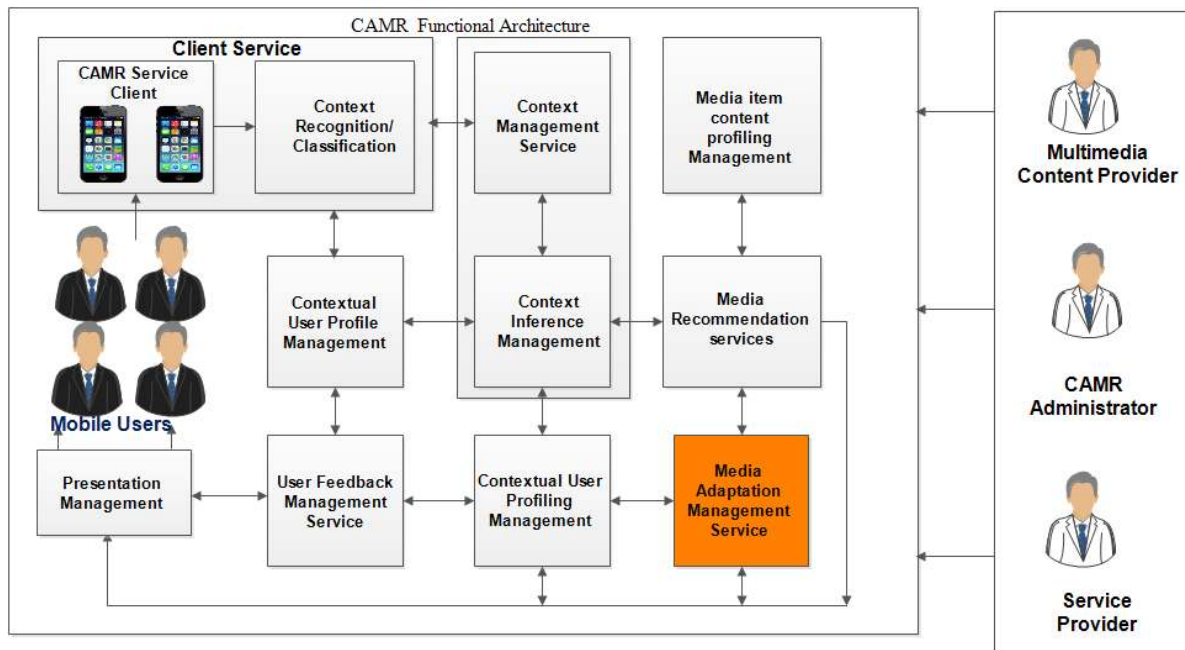 CAMR Functional Architecture
Client Service
CAMR Service
Client
Context
Recognition/
Classification
Context
Management
Service
Media item
content
profiling
Management
Multimedia
Content Provider
Contextual
User Profile
Management
Context
Inference
Management
Media
Recommendation
services
CAMR
Administrator
Mobile Users
Presentation
Management
User Feedback
Management
Service
Contextual User
Profiling
Management
Media
Adaptation
Management
Service
Service
Provider